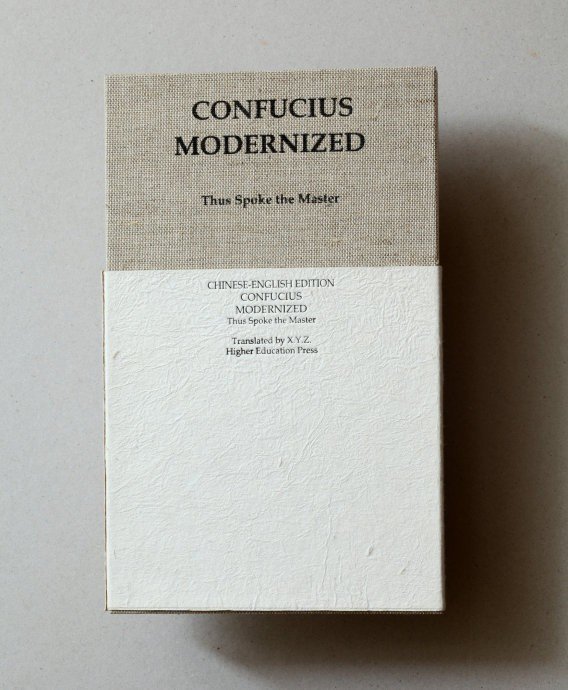 CONFUCIUS
MODERNIZED
Thus Spoke the Master
CHINESE-ENGLISH EDITION
CONFUCIUS
MODERNIZED
Thus Spoke the Master
Translated by X.Y.Z.
Higher Education Press